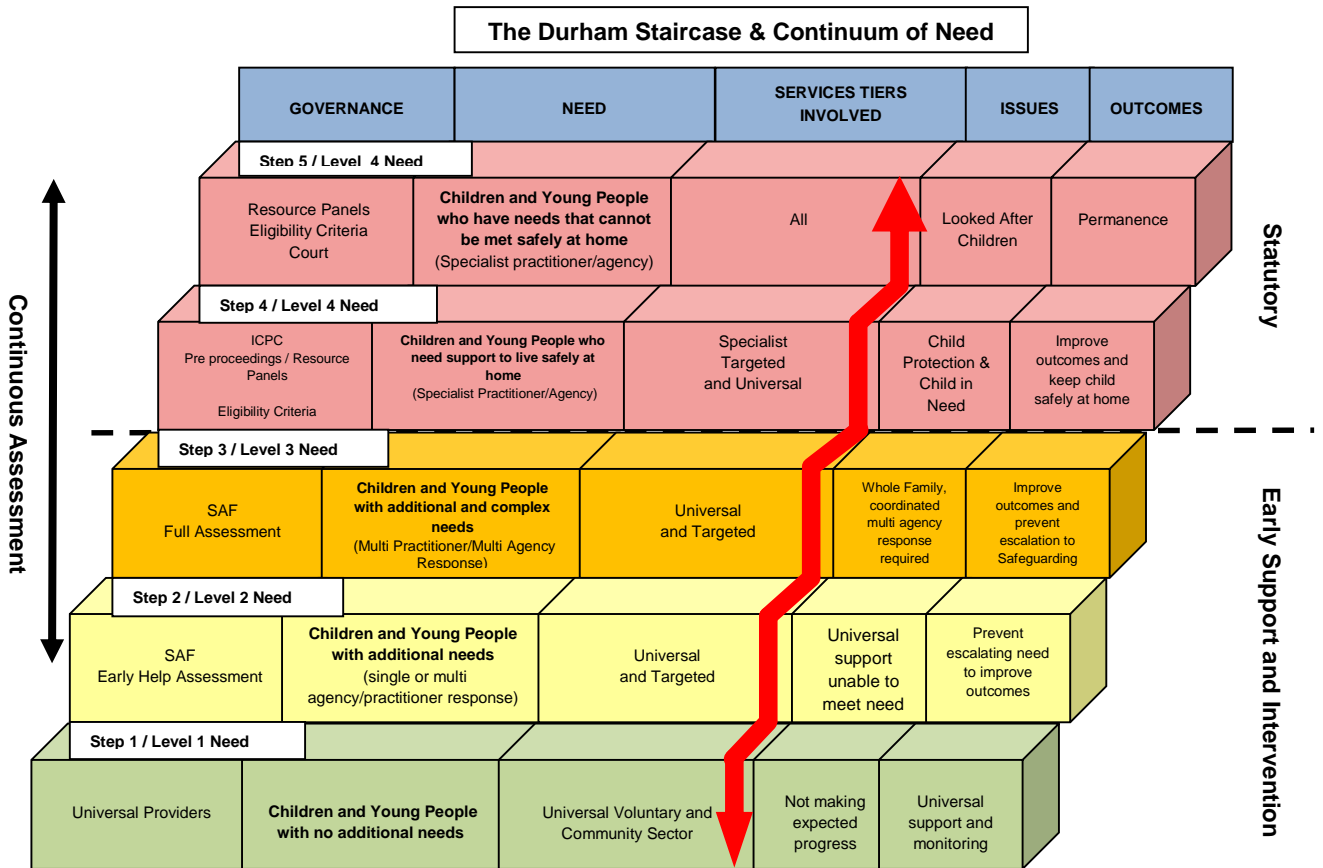 The Durham Staircase & Continuum of Need
GOVERNANCE
NEED
SERVICES TIERS
INVOLVED
ISSUES
OUTCOMES
Step 5 / Level 4 Need
Resource Panels
Eligibility Criteria
Court
Children and Young People
who have needs that cannot
be met safely at home
(Specialist practitioner/agency)
All
Looked After
Children
Permanence
Step 4 / Level 4 Need
ICPC
Pre proceedings / Resource
Panels
Eligibility Criteria
Children and Young People who
need support to live safely at
home
(Specialist Practitioner/Agency)
Specialist
Targeted
and Universal
Child
Protection &
Child in
Need
Improve
outcomes and
keep child
safely at home
Step 3 / Level 3 Need
SAF
Full Assessment
Children and Young People
with additional and complex
needs
(Multi Practitioner/Multi Agency
Response)
Universal
and Targeted
Whole Family,
coordinated
multi agency
response
required
Improve
outcomes and
prevent
escalation to
Safeguarding
Step 2 / Level 2 Need
SAF
Early Help Assessment
Children and Young People
with additional needs
(single or multi
agency/practitioner response)
Universal
and Targeted
Universal
support
unable to
meet need
Prevent
escalating need
to improve
outcomes
Step 1 / Level 1 Need
Universal Providers
Children and Young People
with no additional needs
Universal Voluntary and
Community Sector
Not making
expected
progress
Universal
support and
monitoring
Continuous Assessment
Statutory
Early Support and Intervention